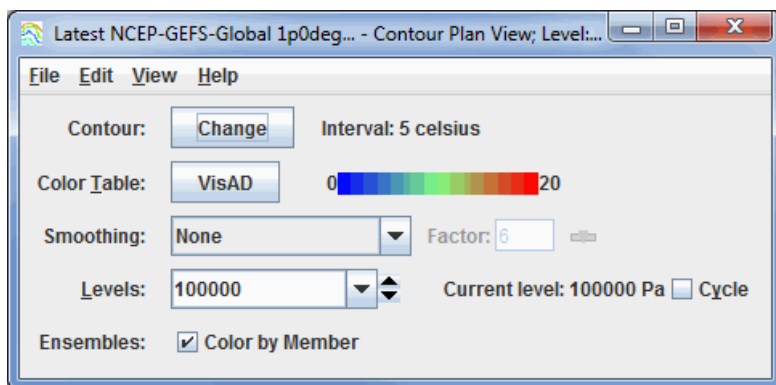 Latest NCEP-GEFS-Global 1p0deg... - Contour Plan View; Level:...
File Edit View Help
Contour: Change Interval: 5 celsius
Color Table: VisAD 0 20
Smoothing: None Factor: 6
Levels: 100000 Current level: 100000 Pa Cycle
Ensembles: Color by Member